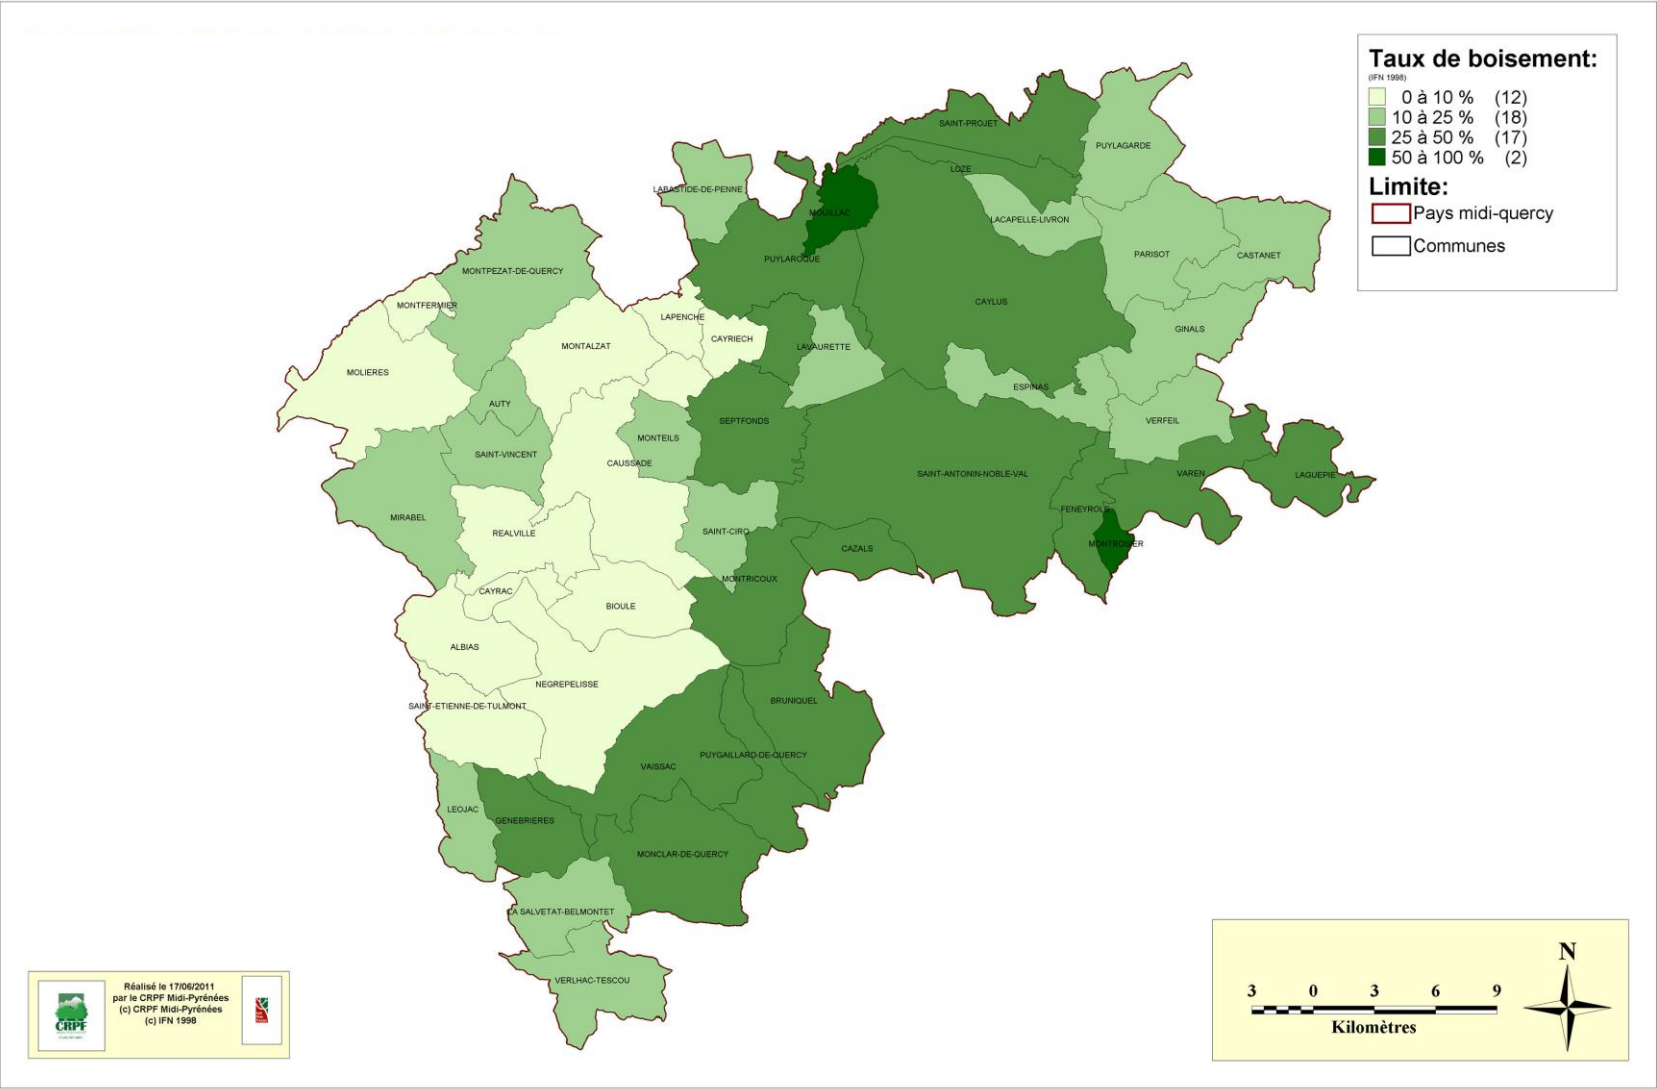 Taux de boisement:
(IFN 1998)
0 à 10 % (12)
10 à 25 % (18)
25 à 50 % (17)
50 à 100 % (2)
Limite:
Pays midi-quercy
Communes
SAINT-PROJET
PUYLAGARDE
LOZE
LABASTIDE-DE-PENNE
MOUILLAC
LACAPELLE-LIVRON
PUYLAROQUE
PARISOT
CASTANET
MONTPEZAT-DE-QUERCY
MONTFERMIER
CAYLUS
LAPENCHE
GINALS
CAYRIECH
MONTALZAT
LAVAURETTE
MOLIERES
ESPINAS
AUTY
SEPTFONDS
VERFEIL
MONTEILS
SAINT-VINCENT
CAUSSADE
SAINT-ANTONIN-NOBLE-VAL
VAREN
LAGUEPIE
FENEYROLS
MIRABEL
REALVILLE
SAINT-CIRQ
CAZALS
MONTROSIER
MONTRICOUX
CAYRAC
BIOULE
ALBIAS
NEGREPELISSE
BRUNIQUEL
SAINT-ETIENNE-DE-TULMONT
PUYGAILLARD-DE-QUERCY
VAISSAC
LEOJAC
GENEBRIERES
MONCLAR-DE-QUERCY
LA SALVETAT-BELMONTET
VERLHAC-TESCOU
Réalisé le 17/06/2011
par le CRPF Midi-Pyrénées
(c) CRPF Midi-Pyrénées
(c) IFN 1998
CRPF
N
3 0 3 6 9
Kilomètres